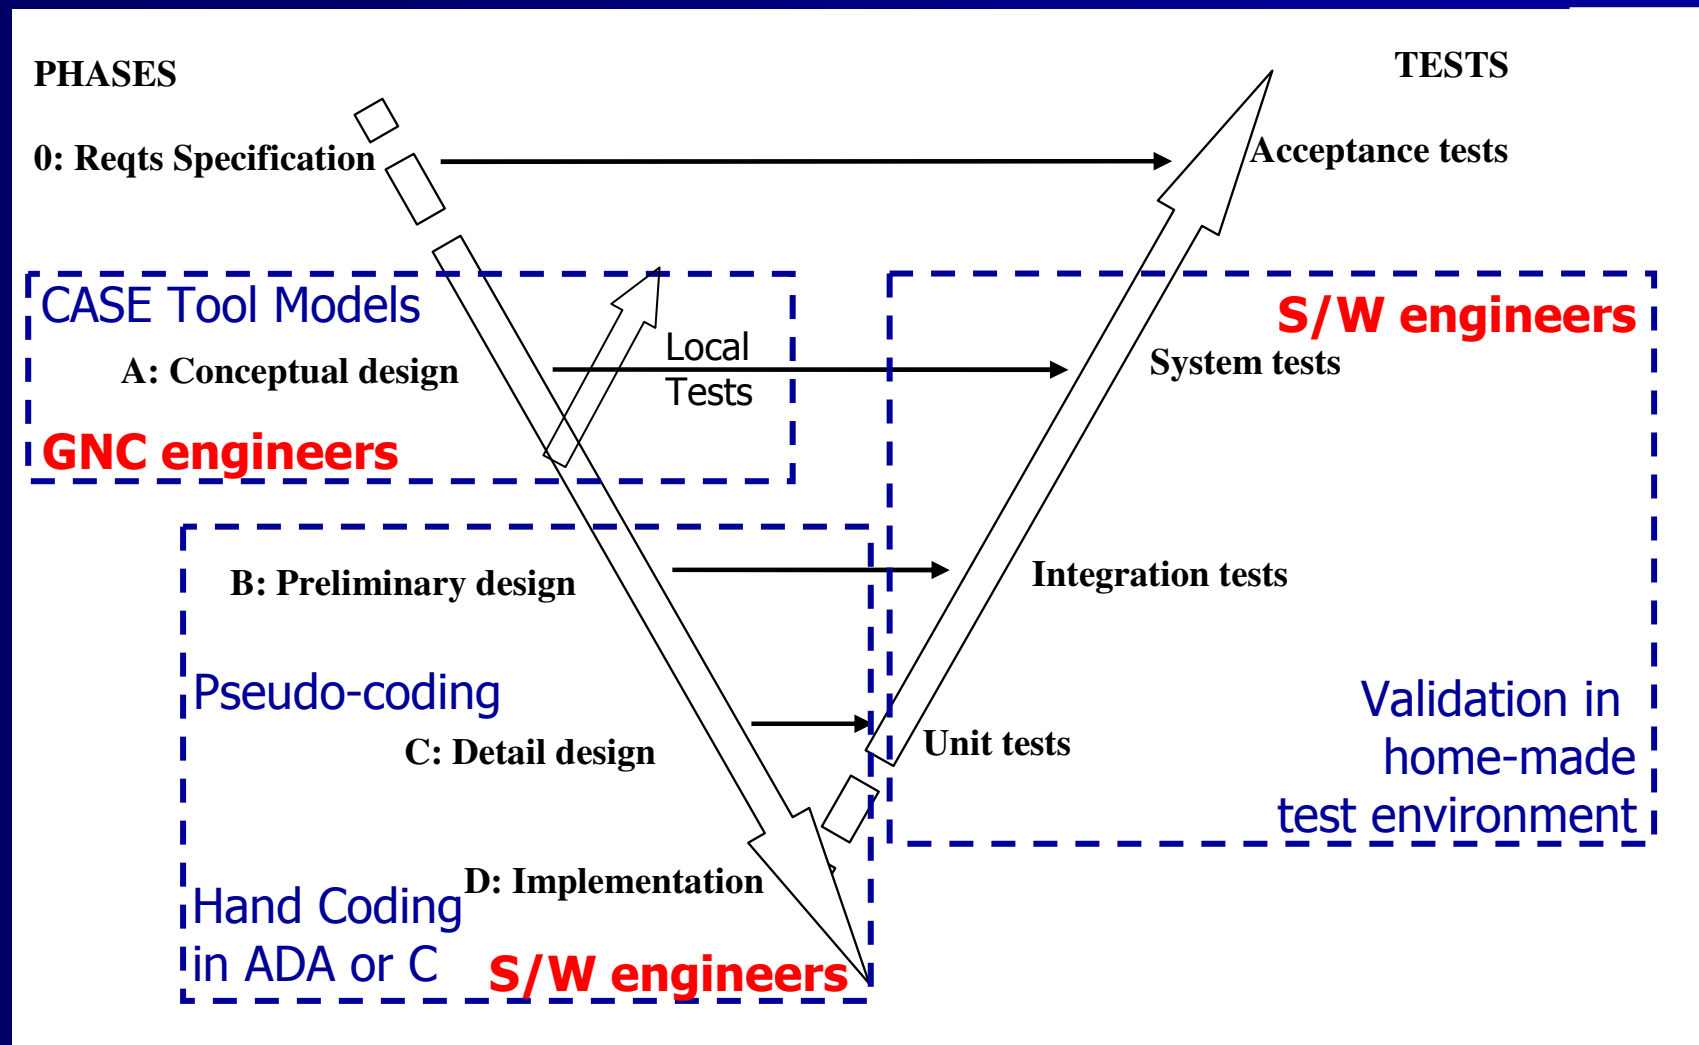 PHASES
TESTS
0: Reqts Specification
Acceptance tests
CASE Tool Models
S/W engineers
Local
Tests
A: Conceptual design
System tests
GNC engineers
B: Preliminary design
Integration tests
Pseudo-coding
Validation in
home-made
test environment
C: Detail design
Unit tests
D: Implementation
Hand Coding
in ADA or C
S/W engineers